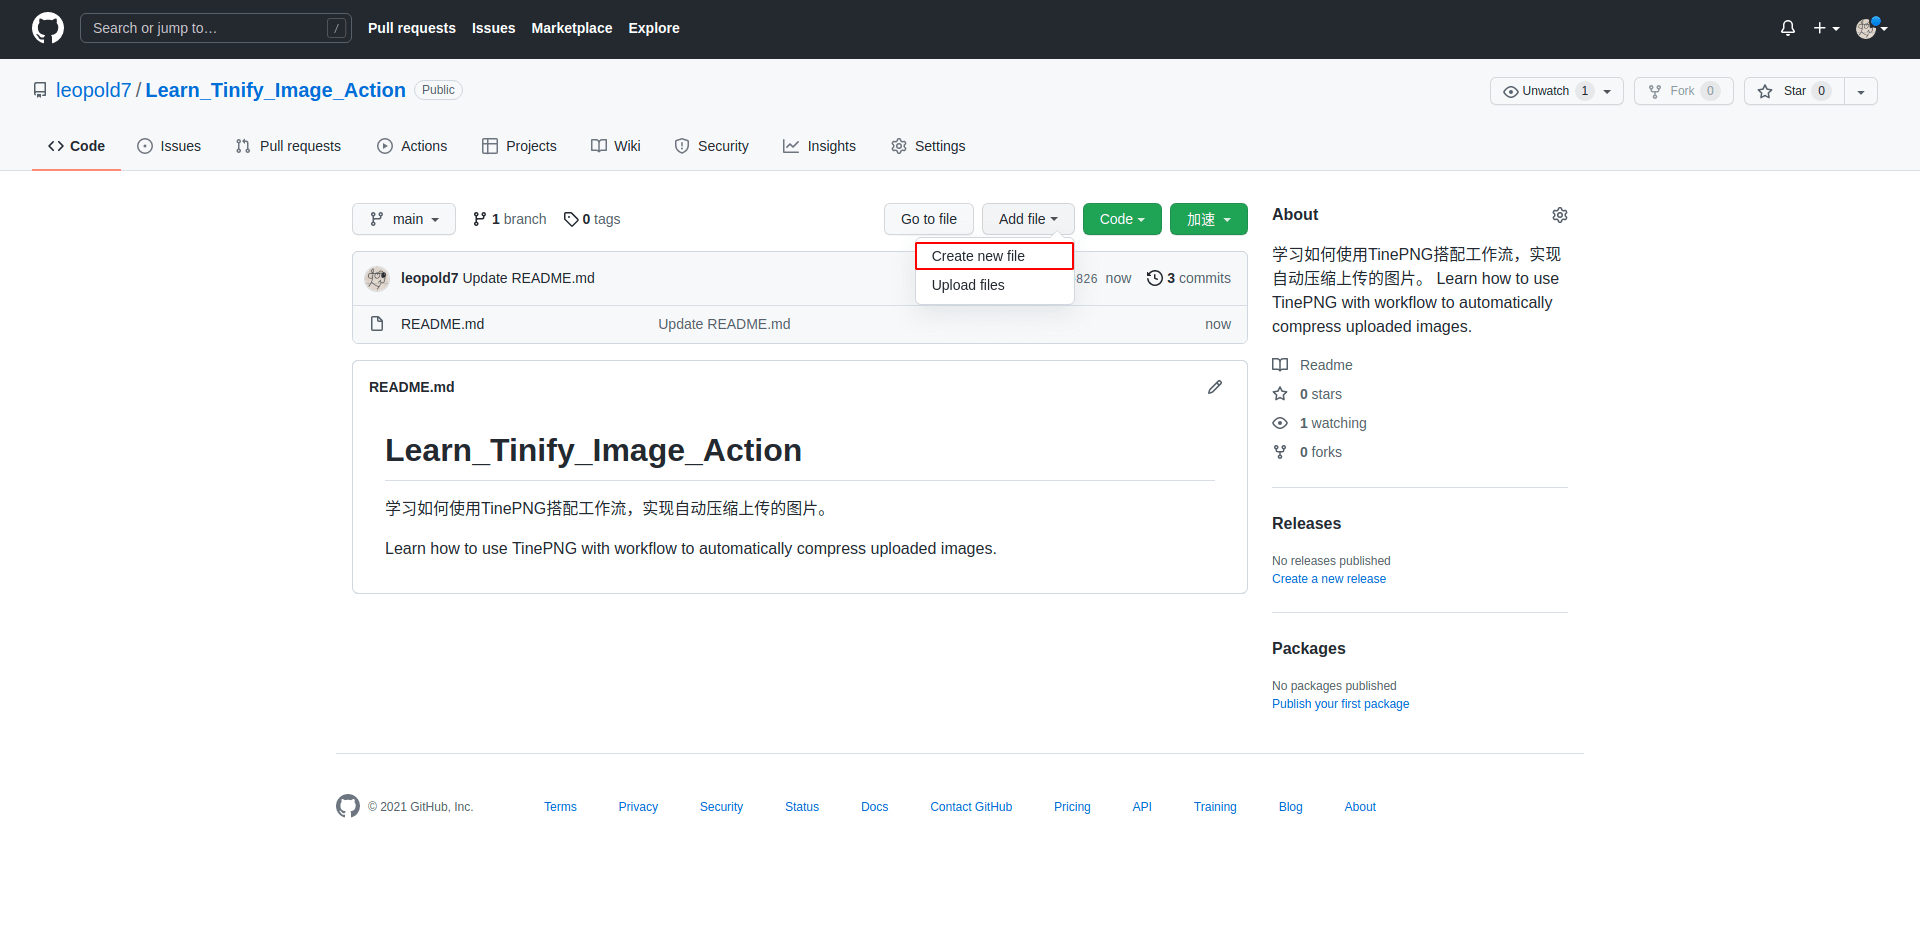 Search or jump to… /
Pull requests Issues Marketplace Explore
leopold7 / Learn_Tinify_Image_Action Public
Unwatch 1 Fork 0 Star 0
Code Issues Pull requests Actions Projects Wiki Security Insights Settings
main 1 branch 0 tags Go to file Add file Code 加速
Create new file
Upload files
leopold7 Update README.md 826 now 3 commits
README.md Update README.md now
README.md
Learn_Tinify_Image_Action
学习如何使用TinePNG搭配工作流，实现自动压缩上传的图片。
Learn how to use TinePNG with workflow to automatically compress uploaded images.
About
学习如何使用TinePNG搭配工作流，实现
自动压缩上传的图片。 Learn how to use
TinePNG with workflow to automatically
compress uploaded images.
Readme
0 stars
1 watching
0 forks
Releases
No releases published
Create a new release
Packages
No packages published
Publish your first package
© 2021 GitHub, Inc. Terms Privacy Security Status Docs Contact GitHub Pricing API Training Blog About